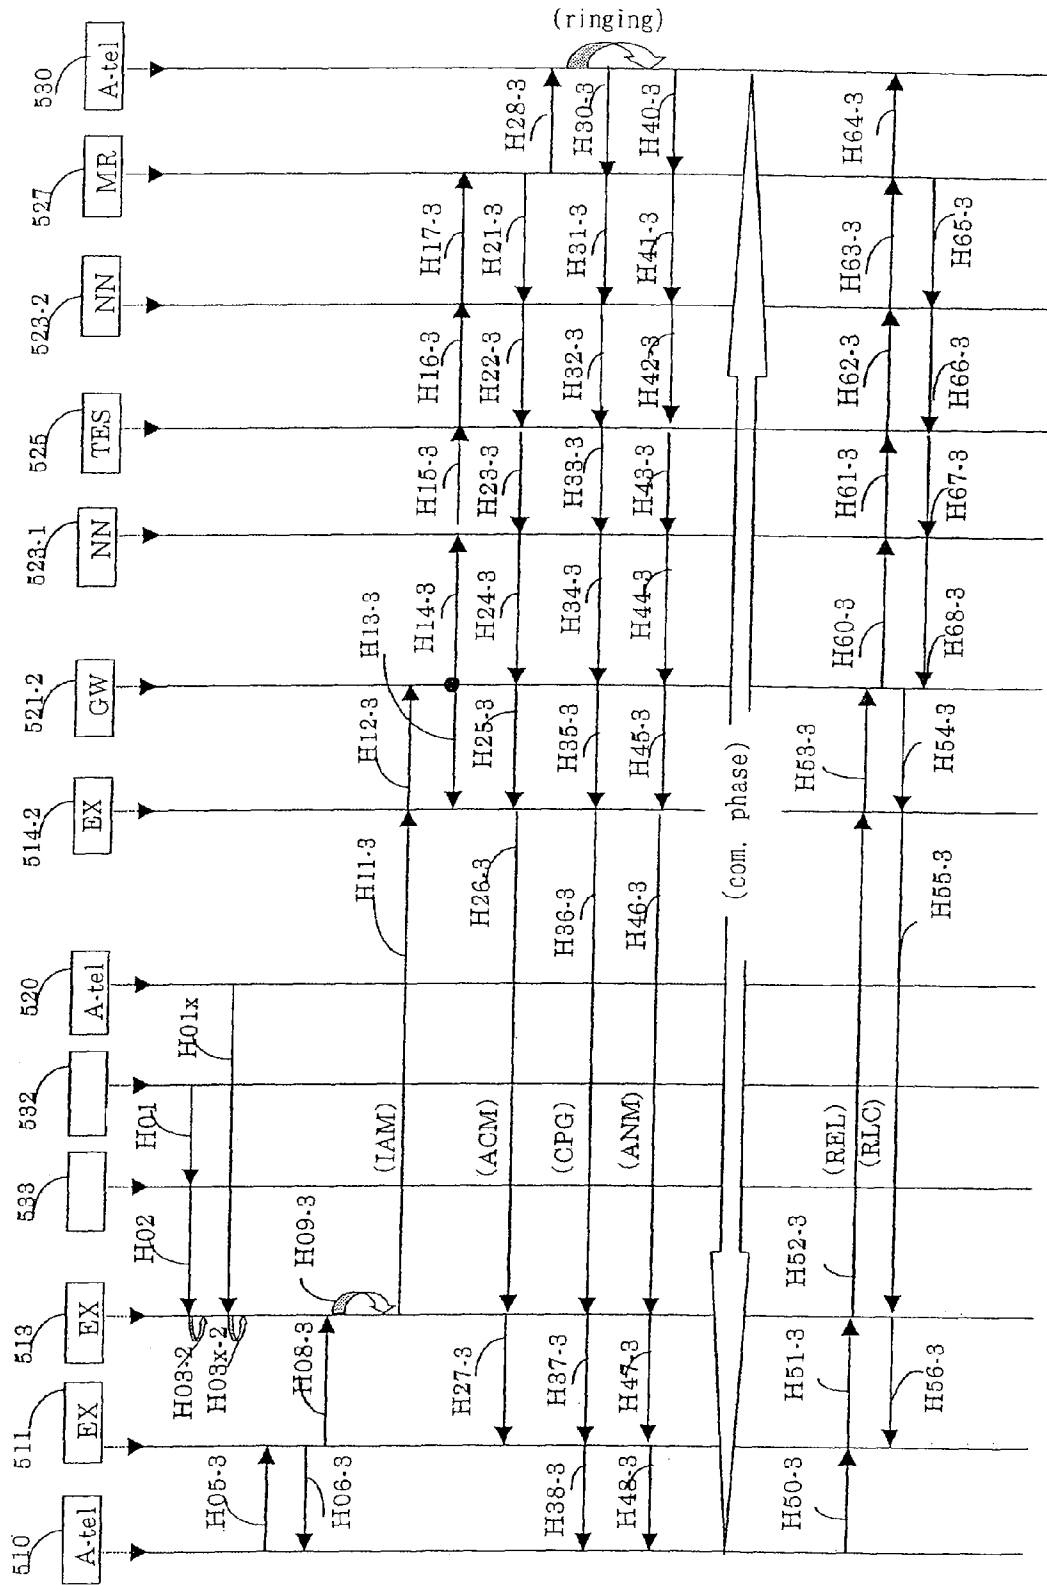 510
A-tel
511
EX
513
EX
533
532
520
A-tel
514-2
EX
521-2
GW
523-1
NN
525
TES
523-2
NN
527
MR
530
A-tel
H02
H01
H03-2
H01x
H03x-2
H05-3
H06-3
H08-3
H09-3
(IAM)
H11-3
H12-3
H13-3
H14-3
H15-3
H16-3
H17-3
H27-3
(ACM)
H26-3
H25-3
H24-3
H23-3
H22-3
H21-3
H28-3
(ringing)
H38-3
H37-3
(CPG)
H36-3
H35-3
H34-3
H33-3
H32-3
H31-3
H30-3
H48-3
H47-3
(ANM)
H46-3
H45-3
H44-3
H43-3
H42-3
H41-3
H40-3
(com. phase)
H50-3
H51-3
H52-3
(REL)
H53-3
H60-3
H61-3
H62-3
H63-3
H64-3
(RLC)
H56-3
H55-3
H54-3
H68-3
H67-3
H66-3
H65-3